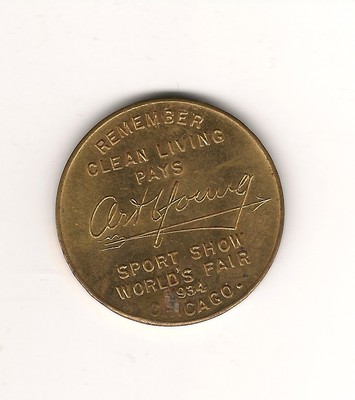 REMEMBER
CLEAN LIVING
PAYS
Art Young
SPORT SHOW
WORLD'S FAIR
1934
CHICAGO.